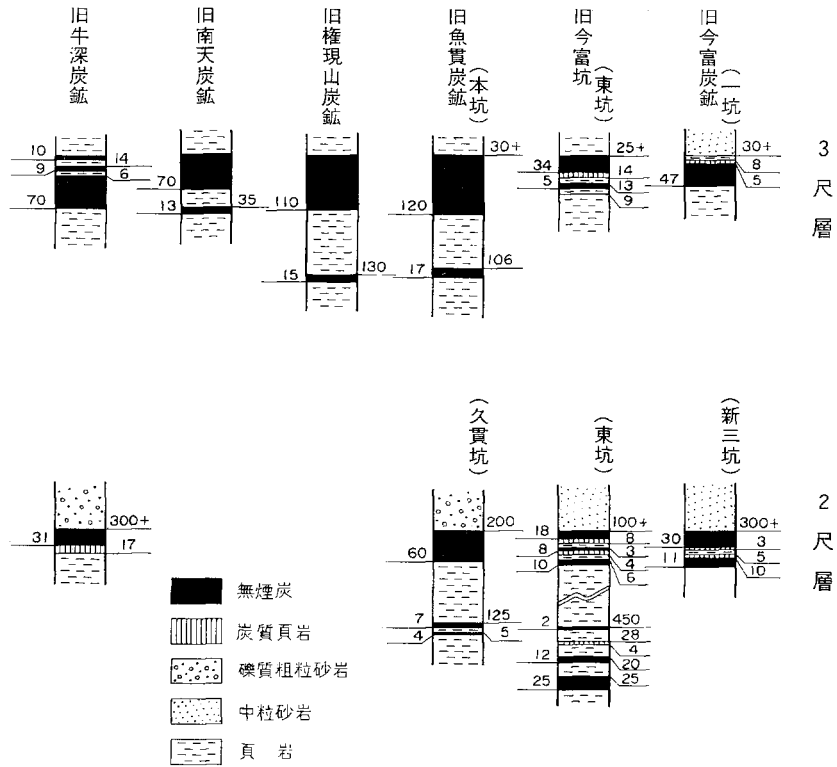 旧牛深炭鉱
旧南天炭鉱
旧権現山炭鉱
旧魚貫炭鉱
(本坑)
旧今富坑
(東坑)
旧今富炭鉱
(一坑)
3尺層
10
14
9
6
70
70
35
13
110
130
15
30+
120
106
17
25+
34
14
5
13
9
30+
8
5
47
(久貫坑)
(東坑)
(新三坑)
2尺層
300+
31
17
200
60
125
7
5
4
100+
18
8
8
3
4
10
6
2
450
28
4
12
20
25
25
300+
30
3
5
11
10
無煙炭
炭質頁岩
礫質粗粒砂岩
中粒砂岩
頁岩